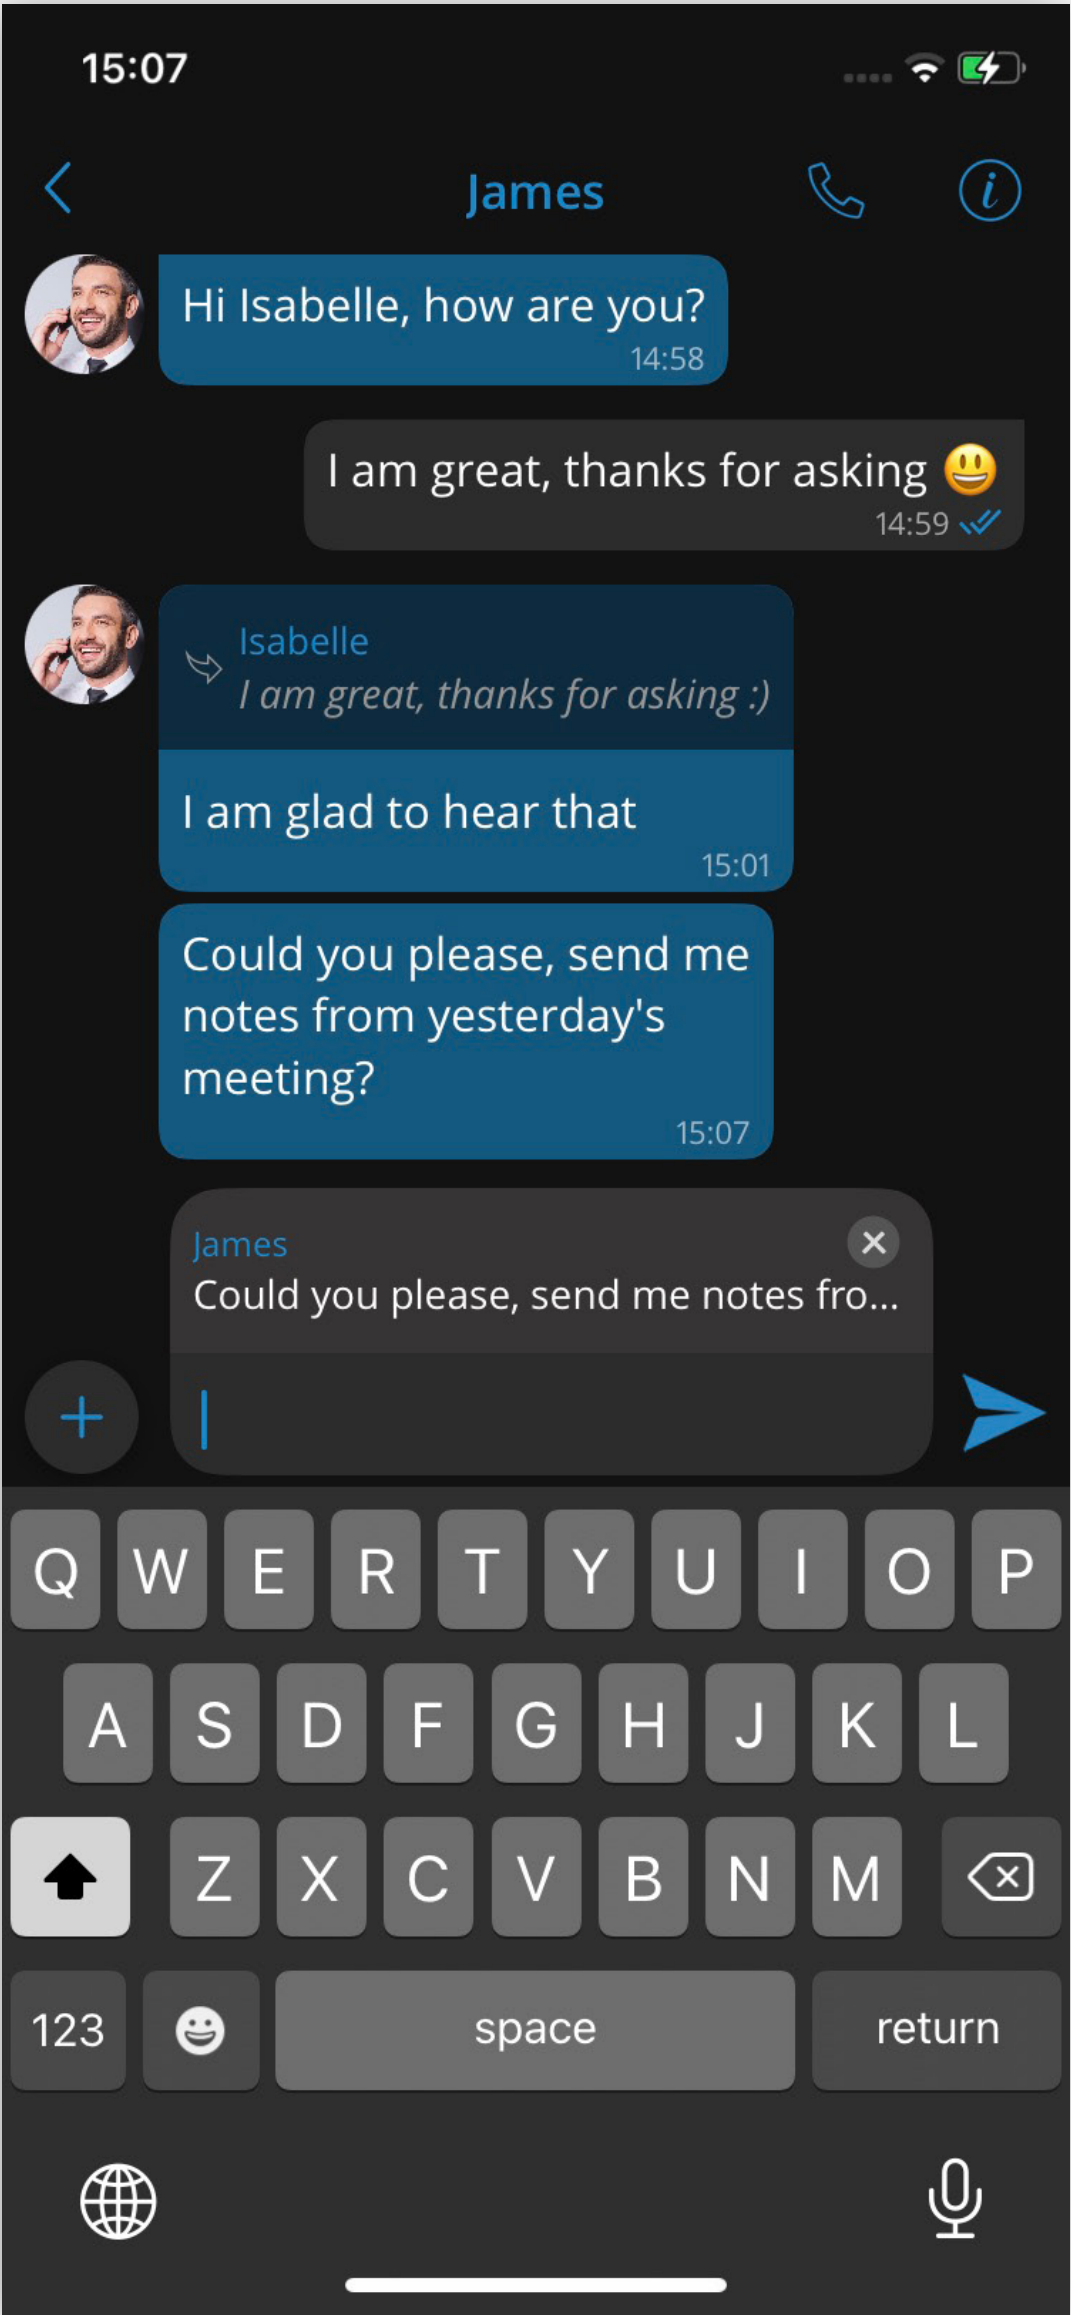 15:07
James
Hi Isabelle, how are you?
14:58
I am great, thanks for asking 😃
14:59
Isabelle
I am great, thanks for asking :)
I am glad to hear that
15:01
Could you please, send me
notes from yesterday's
meeting?
15:07
James
Could you please, send me notes fro...
Q W E R T Y U I O P
A S D F G H J K L
Z X C V B N M
123 space return